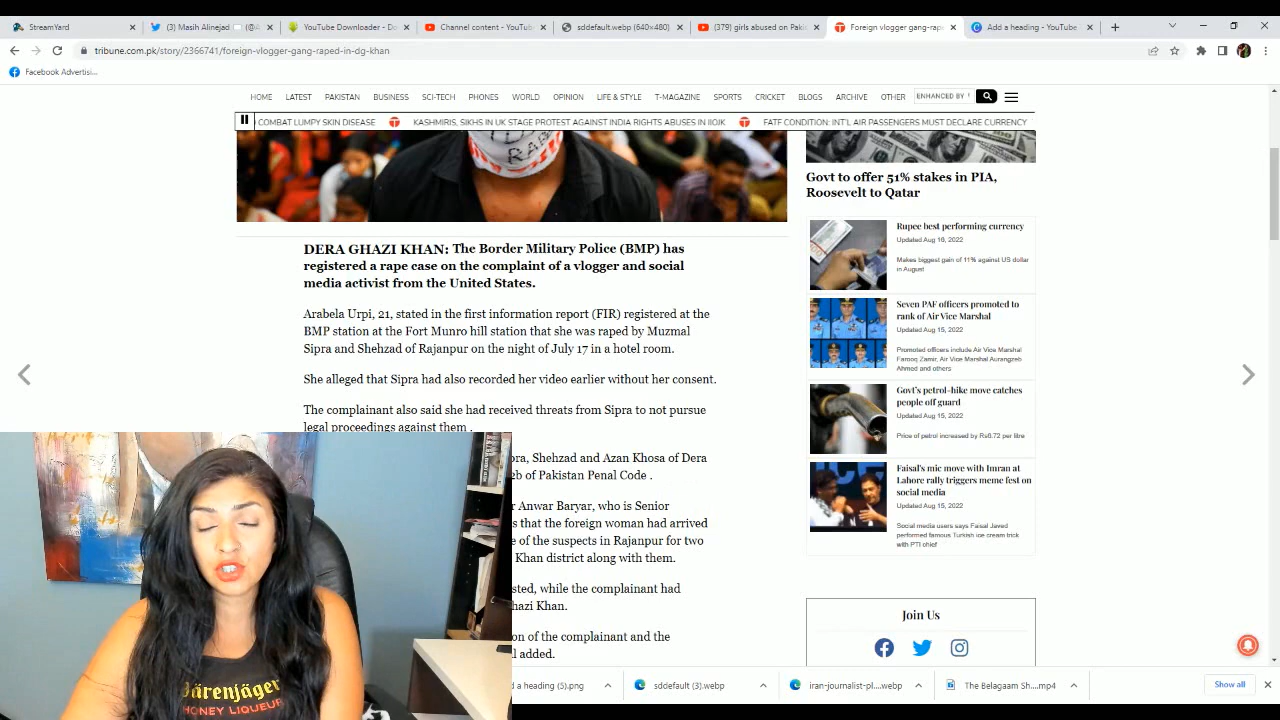 StreamYard
(3) Masih Alinejad
YouTube Downloader - Do
Channel content - YouTub
sddefault.webp (640×480)
(379) girls abused on Paki
Foreign vlogger gang-rape
Add a heading - YouTube
tribune.com.pk/story/2366741/foreign-vlogger-gang-raped-in-dg-khan
Facebook Advertisi...
HOME LATEST PAKISTAN BUSINESS SCI-TECH PHONES WORLD OPINION LIFE & STYLE T-MAGAZINE SPORTS CRICKET BLOGS ARCHIVE OTHER ENHANCED BY
COMBAT LUMPY SKIN DISEASE KASHMIRIS, SIKHS IN UK STAGE PROTEST AGAINST INDIA RIGHTS ABUSES IN IIOJK FATF CONDITION: INT'L AIR PASSENGERS MUST DECLARE CURRENCY
DERA GHAZI KHAN: The Border Military Police (BMP) has
registered a rape case on the complaint of a vlogger and social
media activist from the United States.
Arabela Urpi, 21, stated in the first information report (FIR) registered at the
BMP station at the Fort Munro hill station that she was raped by Muzmal
Sipra and Shehzad of Rajanpur on the night of July 17 in a hotel room.
She alleged that Sipra had also recorded her video earlier without her consent.
The complainant also said she had received threats from Sipra to not pursue
legal proceedings against them .
pra, Shehzad and Azan Khosa of Dera
b of Pakistan Penal Code .
r Anwar Baryar, who is Senior
s that the foreign woman had arrived
e of the suspects in Rajanpur for two
Khan district along with them.
sted, while the complainant had
hazi Khan.
on of the complainant and the
l added.
Govt to offer 51% stakes in PIA,
Roosevelt to Qatar
Rupee best performing currency
Updated Aug 16, 2022
Makes biggest gain of 11% against US dollar
in August
Seven PAF officers promoted to
rank of Air Vice Marshal
Updated Aug 15, 2022
Promoted officers include Air Vice Marshal
Farooq Zamir, Air Vice Marshal Aurangzeb
Ahmed and others
Govt's petrol-hike move catches
people off guard
Updated Aug 15, 2022
Price of petrol increased by Rs6.72 per litre
Faisal's mic move with Imran at
Lahore rally triggers meme fest on
social media
Updated Aug 15, 2022
Social media users says Faisal Javed
performed famous Turkish ice cream trick
with PTI chief
Join Us
Bärenjäger
HONEY LIQUEUR
d a heading (5).png
sddefault (3).webp
iran-journalist-pl....webp
The Belagaam Sh....mp4
Show all